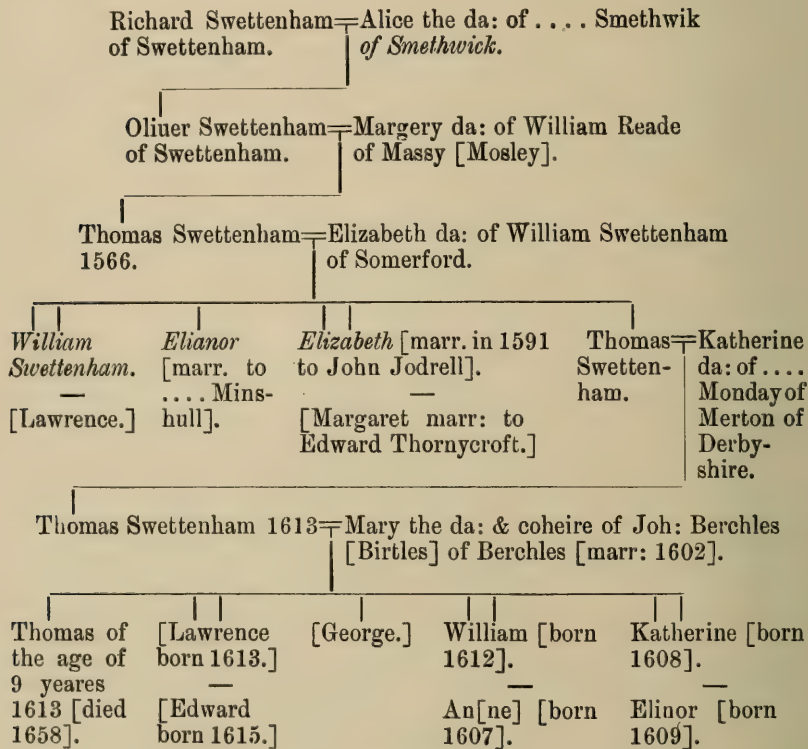 Richard Swettenham=Alice the da: of .... Smethwik
of Swettenham. of Smethwick.
Oliuer Swettenham=Margery da: of William Reade
of Swettenham. of Massy [Mosley].
Thomas Swettenham=Elizabeth da: of William Swettenham
1566. of Somerford.
William
Swettenham.
—
[Lawrence.]
Elianor
[marr. to
.... Mins-
hull].
Elizabeth [marr. in 1591
to John Jodrell].
—
[Margaret marr: to
Edward Thornycroft.]
Thomas=Katherine
Swetten- da: of ....
ham. Monday of
Merton of
Derby-
shire.
Thomas Swettenham 1613=Mary the da: & coheire of Joh: Berchles
[Birtles] of Berchles [marr: 1602].
Thomas of
the age of
9 yeares
1613 [died
1658].
[Lawrence
born 1613.]
—
[Edward
born 1615.]
[George.]
William [born
1612].
—
An[ne] [born
1607].
Katherine [born
1608].
—
Elinor [born
1609].